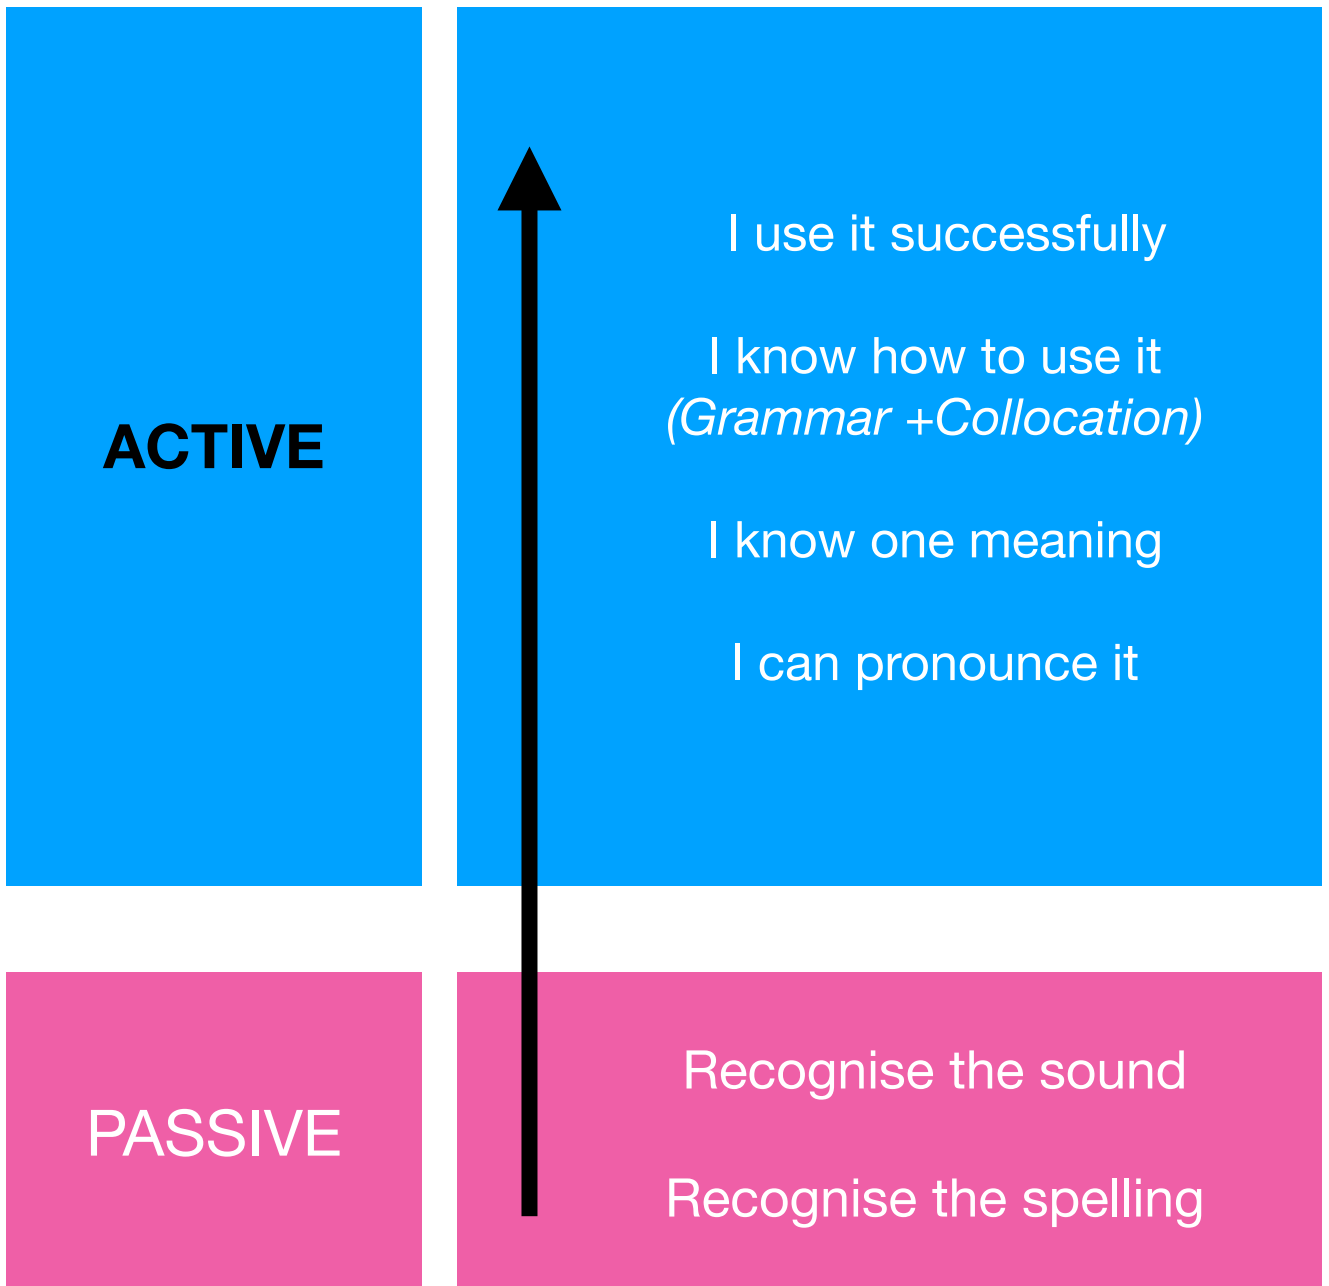 ACTIVE
I use it successfully
I know how to use it
(Grammar +Collocation)
I know one meaning
I can pronounce it
PASSIVE
Recognise the sound
Recognise the spelling